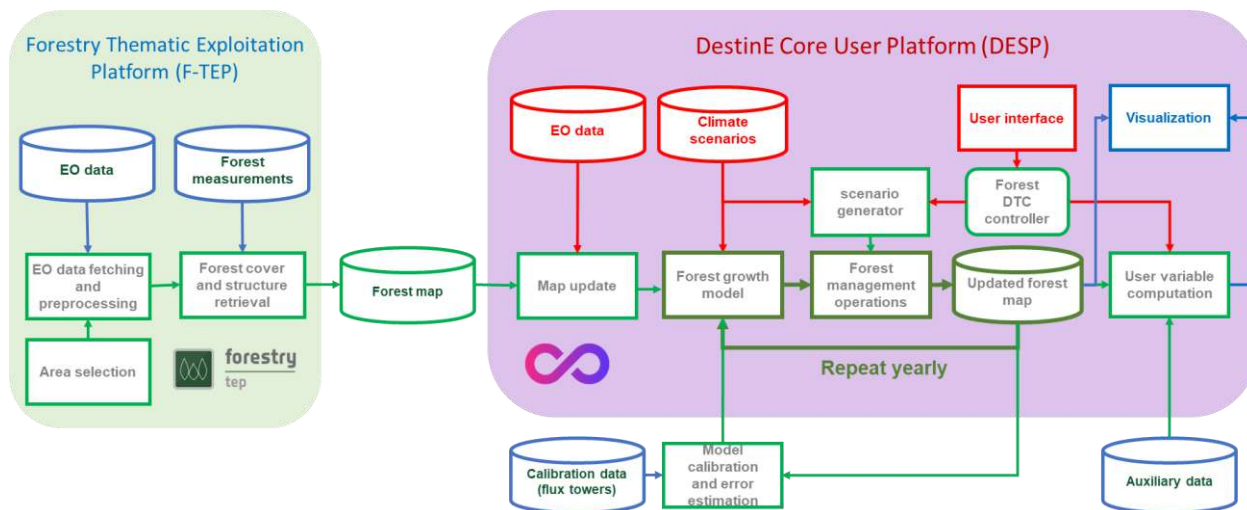 Forestry Thematic Exploitation
Platform (F-TEP)
EO data
Forest
measurements
EO data fetching
and
preprocessing
Forest cover
and structure
retrieval
Area selection
forestry
tep
Forest map
DestinE Core User Platform (DESP)
EO data
Climate
scenarios
User interface
Visualization
scenario
generator
Forest
DTC
controller
Map update
Forest growth
model
Forest
management
operations
Updated forest
map
User variable
computation
Repeat yearly
Calibration data
(flux towers)
Model
calibration
and error
estimation
Auxiliary data